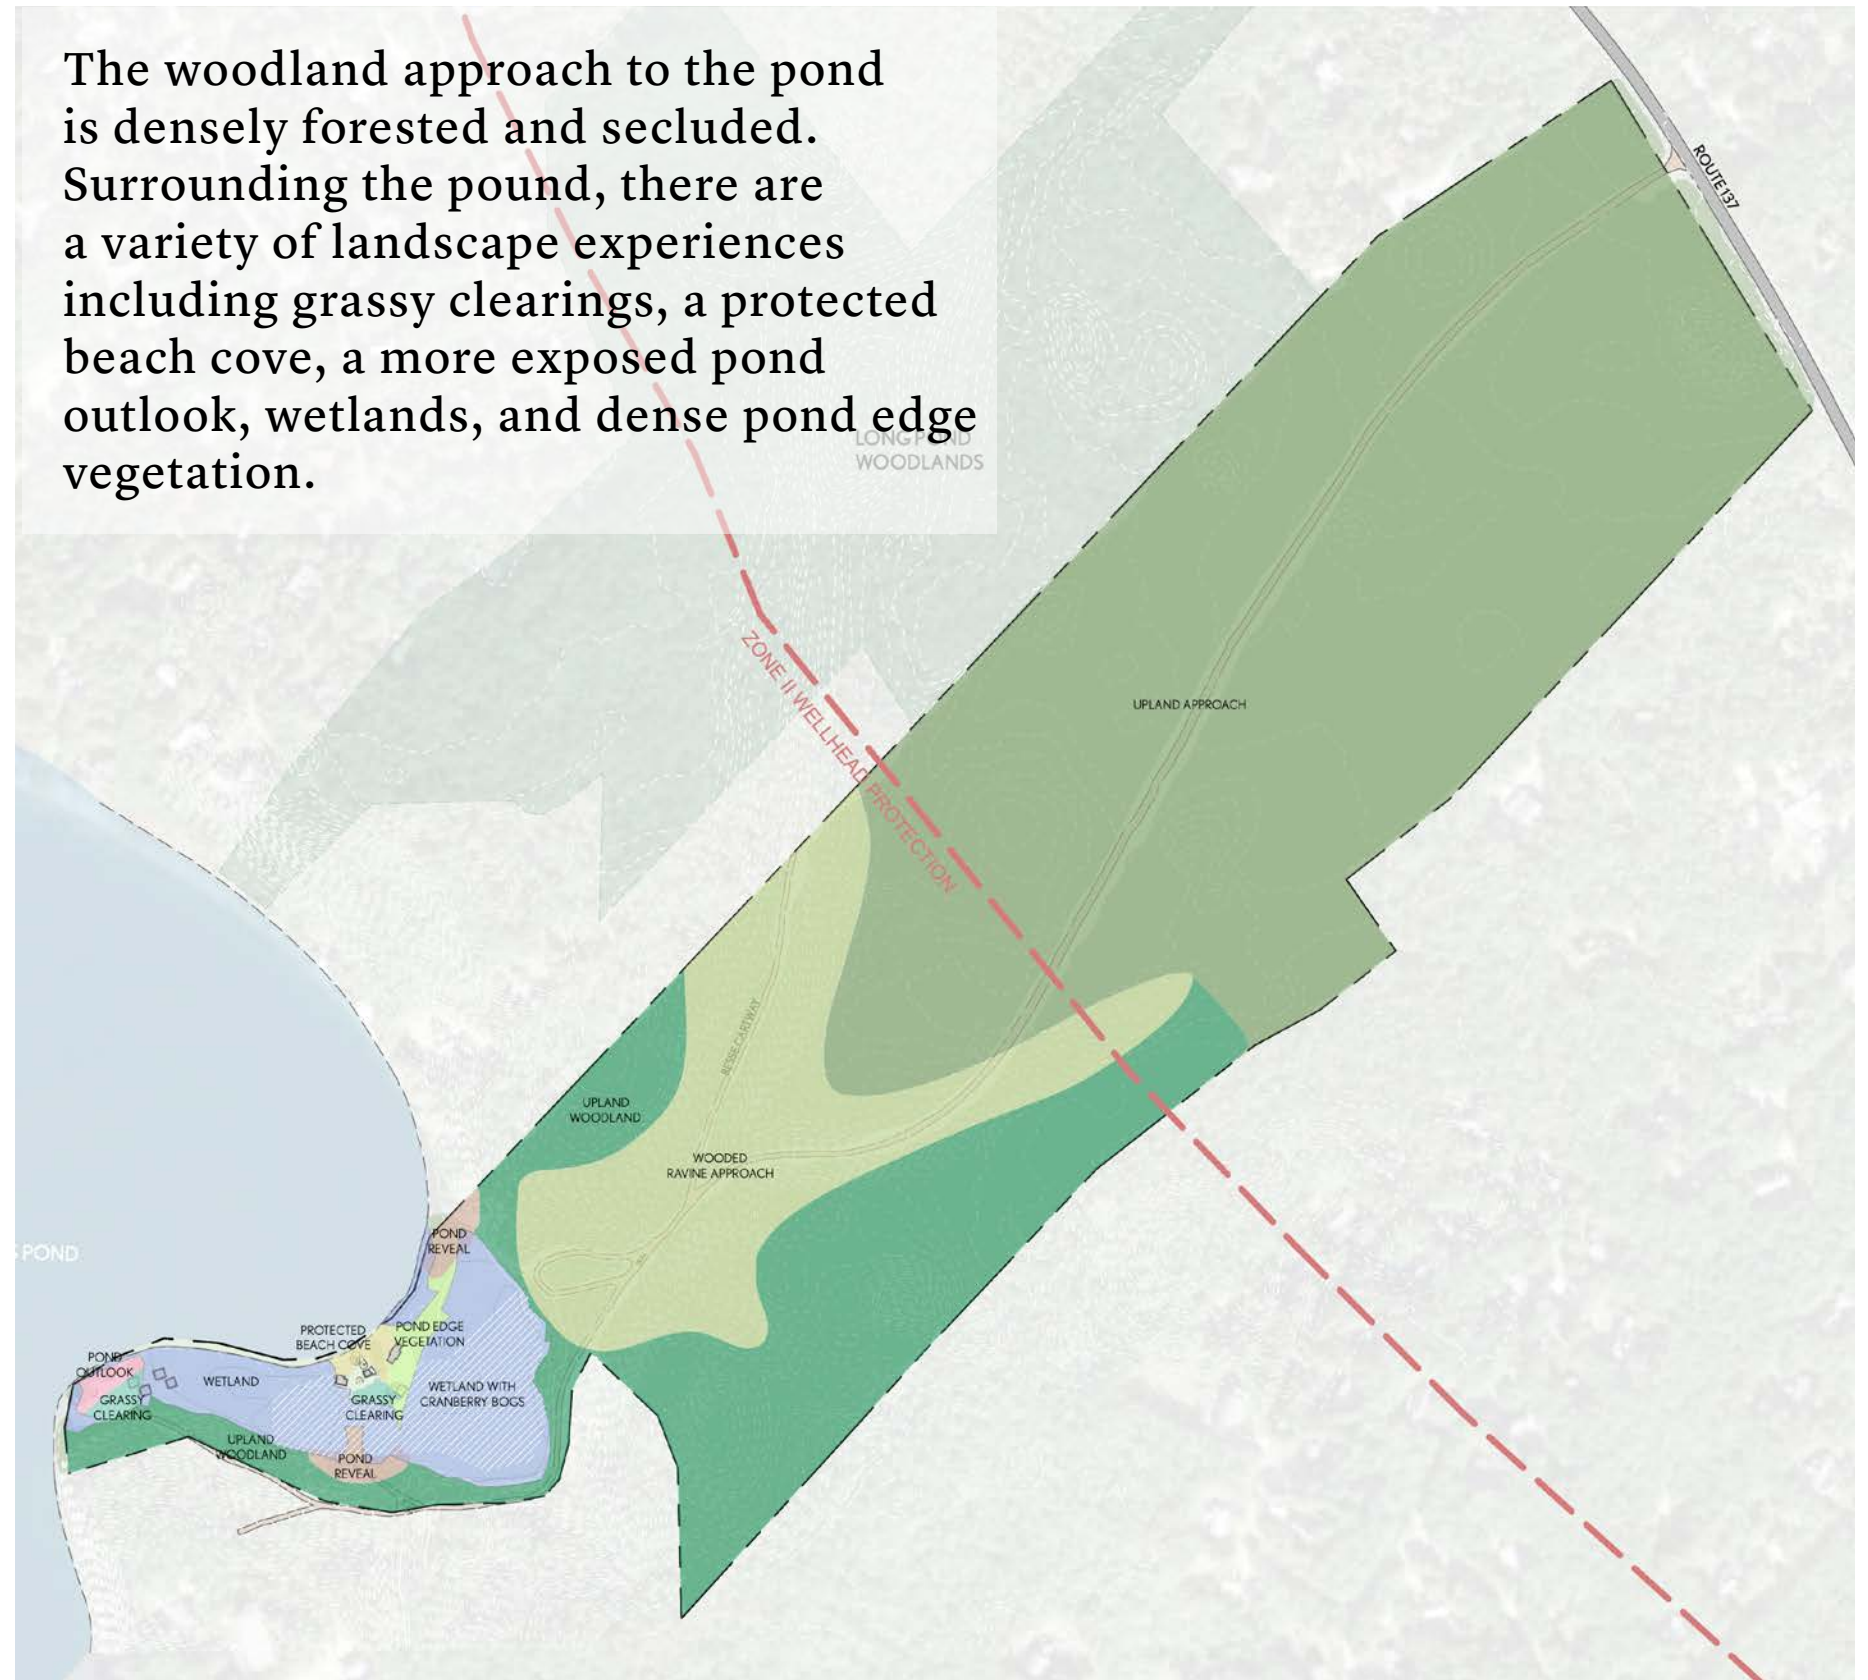 The woodland approach to the pond
is densely forested and secluded.
Surrounding the pound, there are
a variety of landscape experiences
including grassy clearings, a protected
beach cove, a more exposed pond
outlook, wetlands, and dense pond edge
vegetation.
LONG POND
WOODLANDS
ROUTE 137
UPLAND APPROACH
ZONE II WELLHEAD PROTECTION
BESSE CARTWAY
UPLAND
WOODLAND
WOODED
RAVINE APPROACH
POND
REVEAL
POND
PROTECTED
BEACH COVE
POND EDGE
VEGETATION
POND
OUTLOOK
GRASSY
CLEARING
WETLAND
GRASSY
CLEARING
WETLAND WITH
CRANBERRY BOGS
UPLAND
WOODLAND
POND
REVEAL